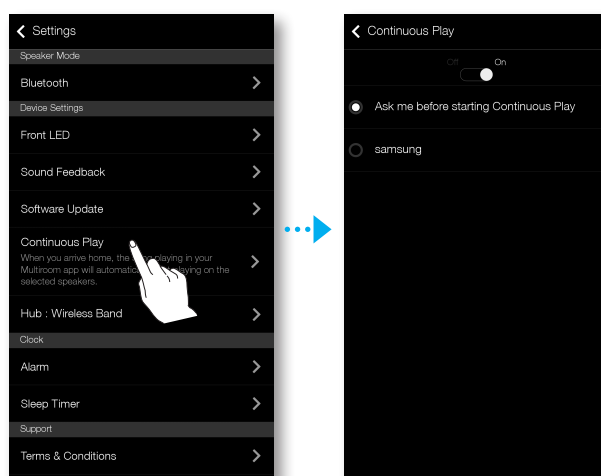 Settings
Speaker Mode
Bluetooth
Device Settings
Front LED
Sound Feedback
Software Update
Continuous Play
When you arrive home, the playing in your
Multiroom app will playing on the
selected speakers.
Hub : Wireless Band
Clock
Alarm
Sleep Timer
Support
Terms & Conditions
Continuous Play
Off On
Ask me before starting Continuous Play
samsung